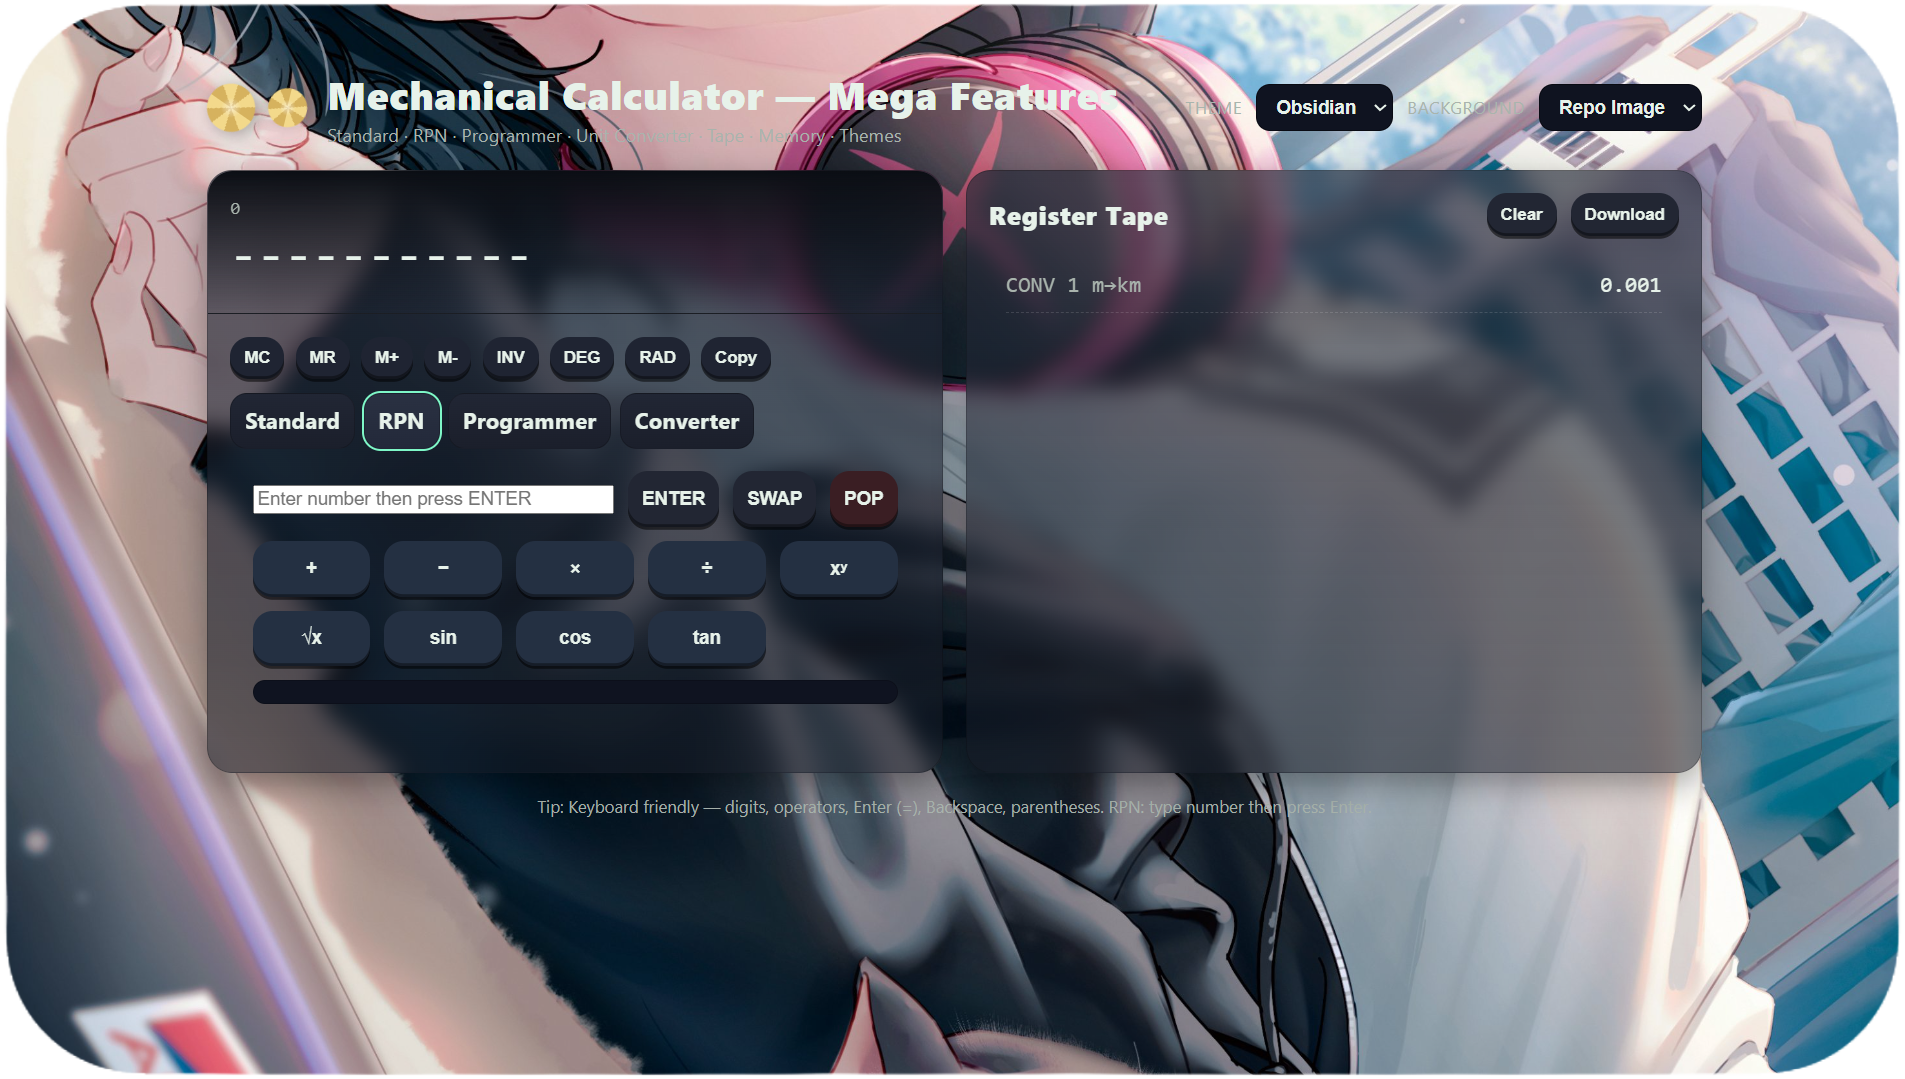 Mechanical Calculator — Mega Features
Standard · RPN · Programmer · Unit Converter · Tape · Memory · Themes
THEME Obsidian BACKGROUND Repo Image
0
-----------
MC MR M+ M- INV DEG RAD Copy
Standard RPN Programmer Converter
Enter number then press ENTER ENTER SWAP POP
+ − × ÷ xʸ
√x sin cos tan
Register Tape Clear Download
CONV 1 m→km 0.001
Tip: Keyboard friendly — digits, operators, Enter (=), Backspace, parentheses. RPN: type number then press Enter.